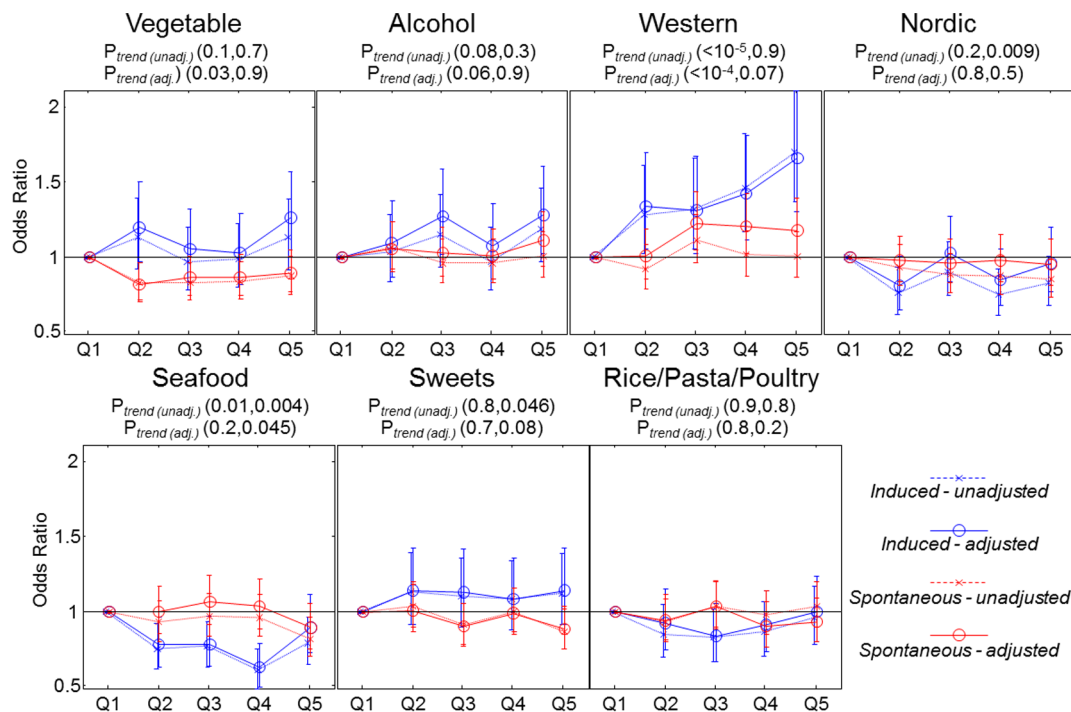 Vegetable Alcohol Western Nordic
Ptrend (unadj.) (0.1,0.7) Ptrend (unadj.) (0.08,0.3) Ptrend (unadj.) (<10-5,0.9) Ptrend (unadj.) (0.2,0.009)
Ptrend (adj.) (0.03,0.9) Ptrend (adj.) (0.06,0.9) Ptrend (adj.) (<10-4,0.07) Ptrend (adj.) (0.8,0.5)
2
1.5
1
0.5
Odds Ratio
Q1 Q2 Q3 Q4 Q5 Q1 Q2 Q3 Q4 Q5 Q1 Q2 Q3 Q4 Q5 Q1 Q2 Q3 Q4 Q5
Seafood Sweets Rice/Pasta/Poultry
Ptrend (unadj.) (0.01,0.004) Ptrend (unadj.) (0.8,0.046) Ptrend (unadj.) (0.9,0.8)
Ptrend (adj.) (0.2,0.045) Ptrend (adj.) (0.7,0.08) Ptrend (adj.) (0.8,0.2)
2
1.5
1
0.5
Odds Ratio
Q1 Q2 Q3 Q4 Q5 Q1 Q2 Q3 Q4 Q5 Q1 Q2 Q3 Q4 Q5
Induced - unadjusted
Induced - adjusted
Spontaneous - unadjusted
Spontaneous - adjusted